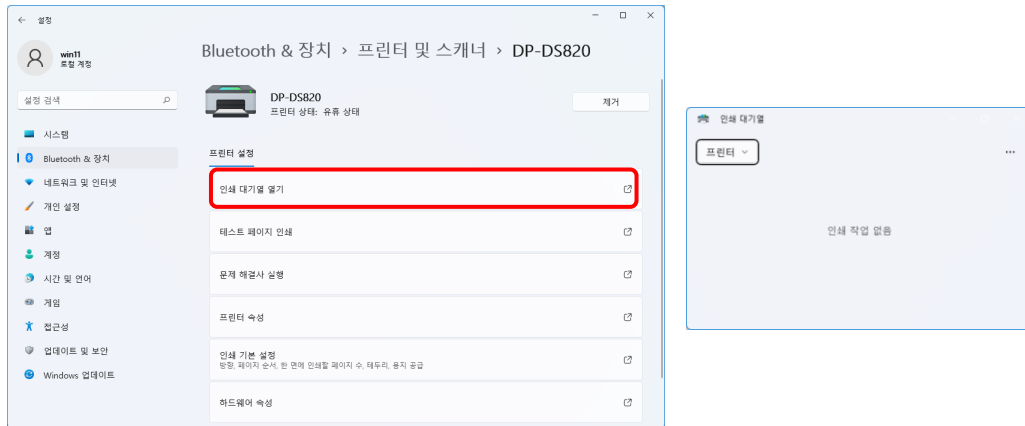 설정
win11
로컬 계정
설정 검색
시스템
Bluetooth & 장치
네트워크 및 인터넷
개인 설정
앱
계정
시간 및 언어
게임
접근성
업데이트 및 보안
Windows 업데이트
Bluetooth & 장치 › 프린터 및 스캐너 › DP-DS820
DP-DS820
프린터 상태: 유휴 상태
제거
프린터 설정
인쇄 대기열 열기
테스트 페이지 인쇄
문제 해결사 실행
프린터 속성
인쇄 기본 설정
방향, 페이지 순서, 한 면에 인쇄할 페이지 수, 테두리, 용지 공급
하드웨어 속성
인쇄 대기열
프린터
인쇄 작업 없음